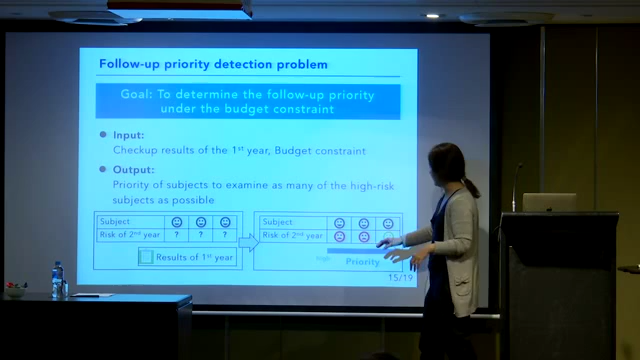 Follow-up priority detection problem
Goal: To determine the follow-up priority
under the budget constraint
Input:
Checkup results of the 1st year, Budget constraint
Output:
Priority of subjects to examine as many of the high-risk
subjects as possible
Subject
Risk of 2nd year ? ? ?
Results of 1st year
Subject
Risk of 2nd year
high
Priority
15/19